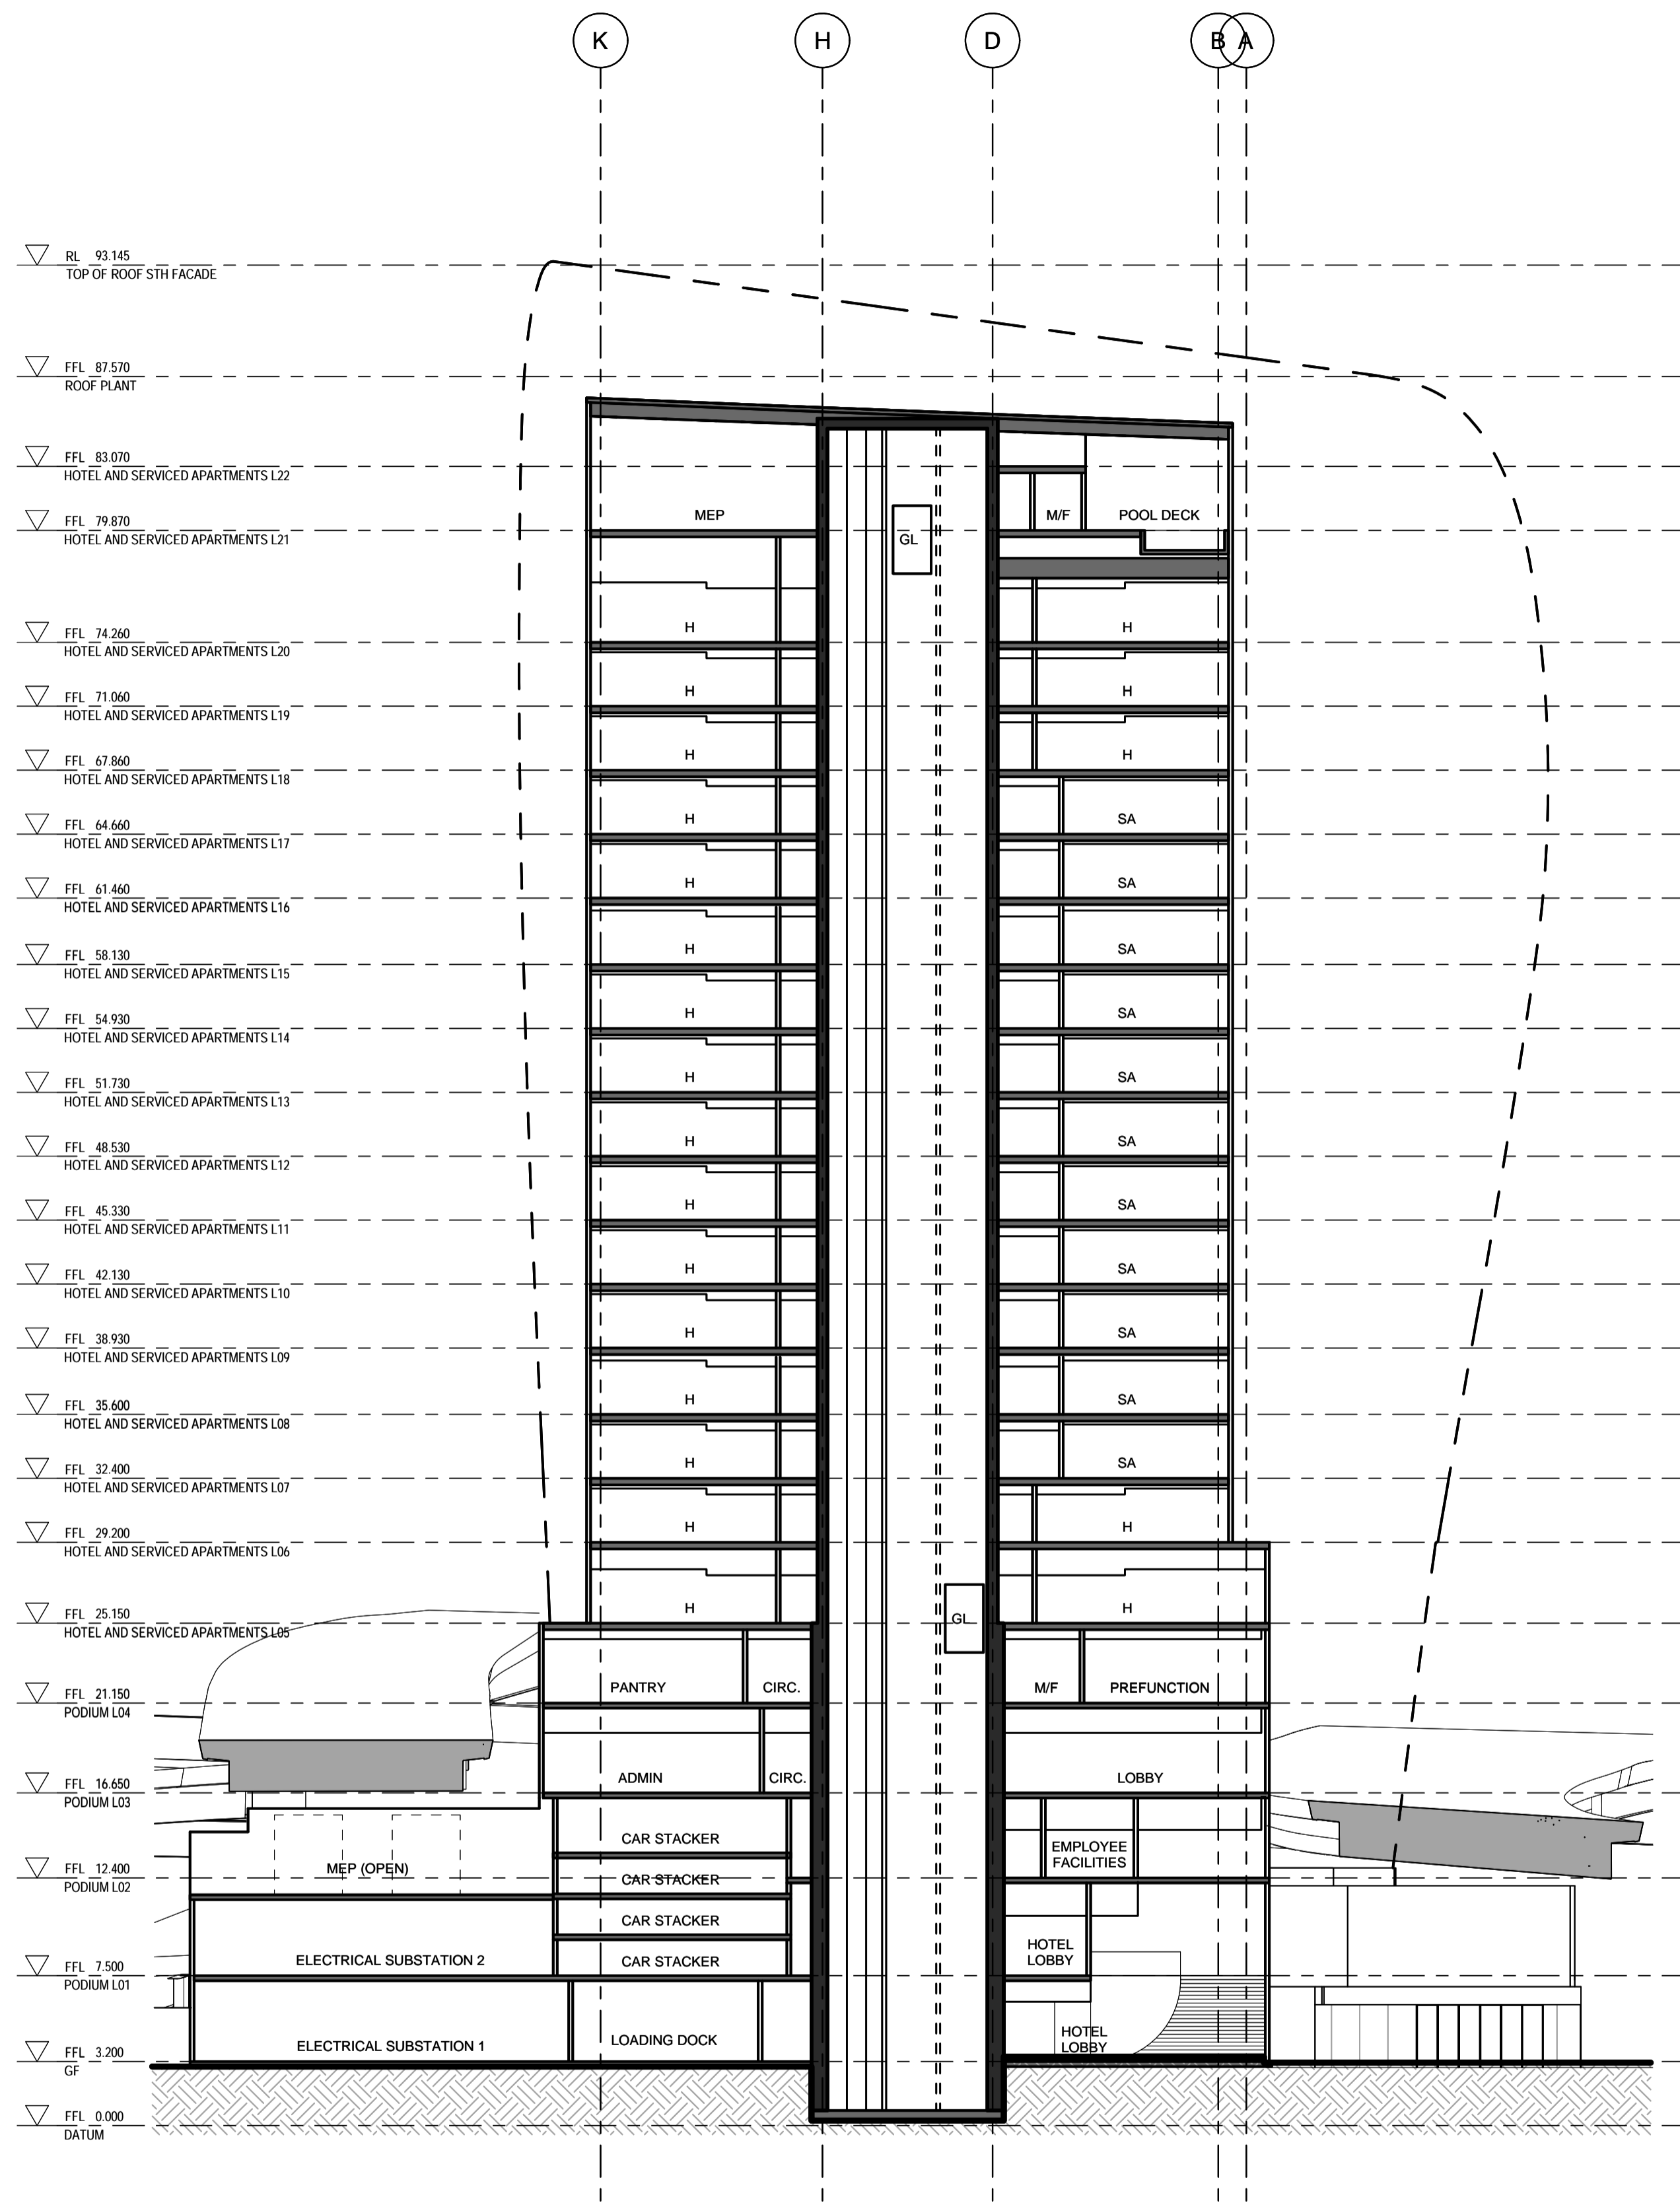 K H D B A
RL 93.145
TOP OF ROOF STH FACADE
FFL 87.570
ROOF PLANT
FFL 83.070
HOTEL AND SERVICED APARTMENTS L22
MEP GL M/F POOL DECK
FFL 79.870
HOTEL AND SERVICED APARTMENTS L21
H H
FFL 74.260
HOTEL AND SERVICED APARTMENTS L20
H H
FFL 71.060
HOTEL AND SERVICED APARTMENTS L19
H H
FFL 67.860
HOTEL AND SERVICED APARTMENTS L18
H SA
FFL 64.660
HOTEL AND SERVICED APARTMENTS L17
H SA
FFL 61.460
HOTEL AND SERVICED APARTMENTS L16
H SA
FFL 58.130
HOTEL AND SERVICED APARTMENTS L15
H SA
FFL 54.930
HOTEL AND SERVICED APARTMENTS L14
H SA
FFL 51.730
HOTEL AND SERVICED APARTMENTS L13
H SA
FFL 48.530
HOTEL AND SERVICED APARTMENTS L12
H SA
FFL 45.330
HOTEL AND SERVICED APARTMENTS L11
H SA
FFL 42.130
HOTEL AND SERVICED APARTMENTS L10
H SA
FFL 38.930
HOTEL AND SERVICED APARTMENTS L09
H SA
FFL 35.600
HOTEL AND SERVICED APARTMENTS L08
H SA
FFL 32.400
HOTEL AND SERVICED APARTMENTS L07
H H
FFL 29.200
HOTEL AND SERVICED APARTMENTS L06
H GL H
FFL 25.150
HOTEL AND SERVICED APARTMENTS L05
PANTRY CIRC. M/F PREFUNCTION
FFL 21.150
PODIUM L04
ADMIN CIRC. LOBBY
FFL 16.650
PODIUM L03
CAR STACKER
EMPLOYEE
FACILITIES
MEP (OPEN)
FFL 12.400
CAR STACKER
PODIUM L02
CAR STACKER
HOTEL
LOBBY
ELECTRICAL SUBSTATION 2 CAR STACKER
FFL 7.500
PODIUM L01
HOTEL
LOBBY
ELECTRICAL SUBSTATION 1 LOADING DOCK
FFL 3.200
GF
FFL 0.000
DATUM